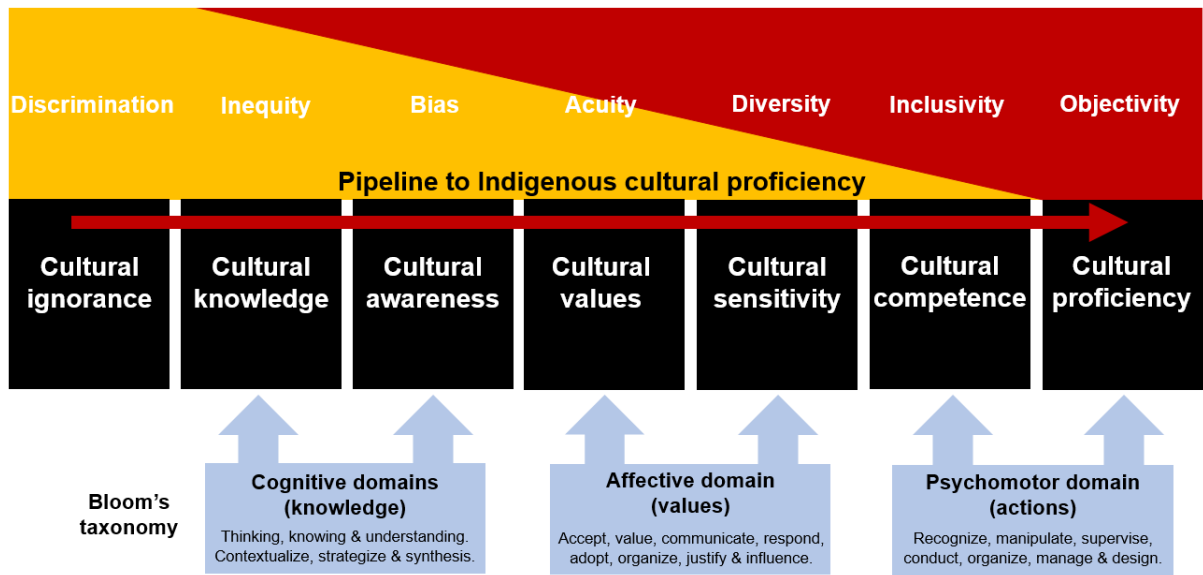 Discrimination
Inequity
Bias
Acuity
Diversity
Inclusivity
Objectivity
Pipeline to Indigenous cultural proficiency
Cultural
ignorance
Cultural
knowledge
Cultural
awareness
Cultural
values
Cultural
sensitivity
Cultural
competence
Cultural
proficiency
Bloom's
taxonomy
Cognitive domains
(knowledge)
Thinking, knowing & understanding.
Contextualize, strategize & synthesis.
Affective domain
(values)
Accept, value, communicate, respond,
adopt, organize, justify & influence.
Psychomotor domain
(actions)
Recognize, manipulate, supervise,
conduct, organize, manage & design.